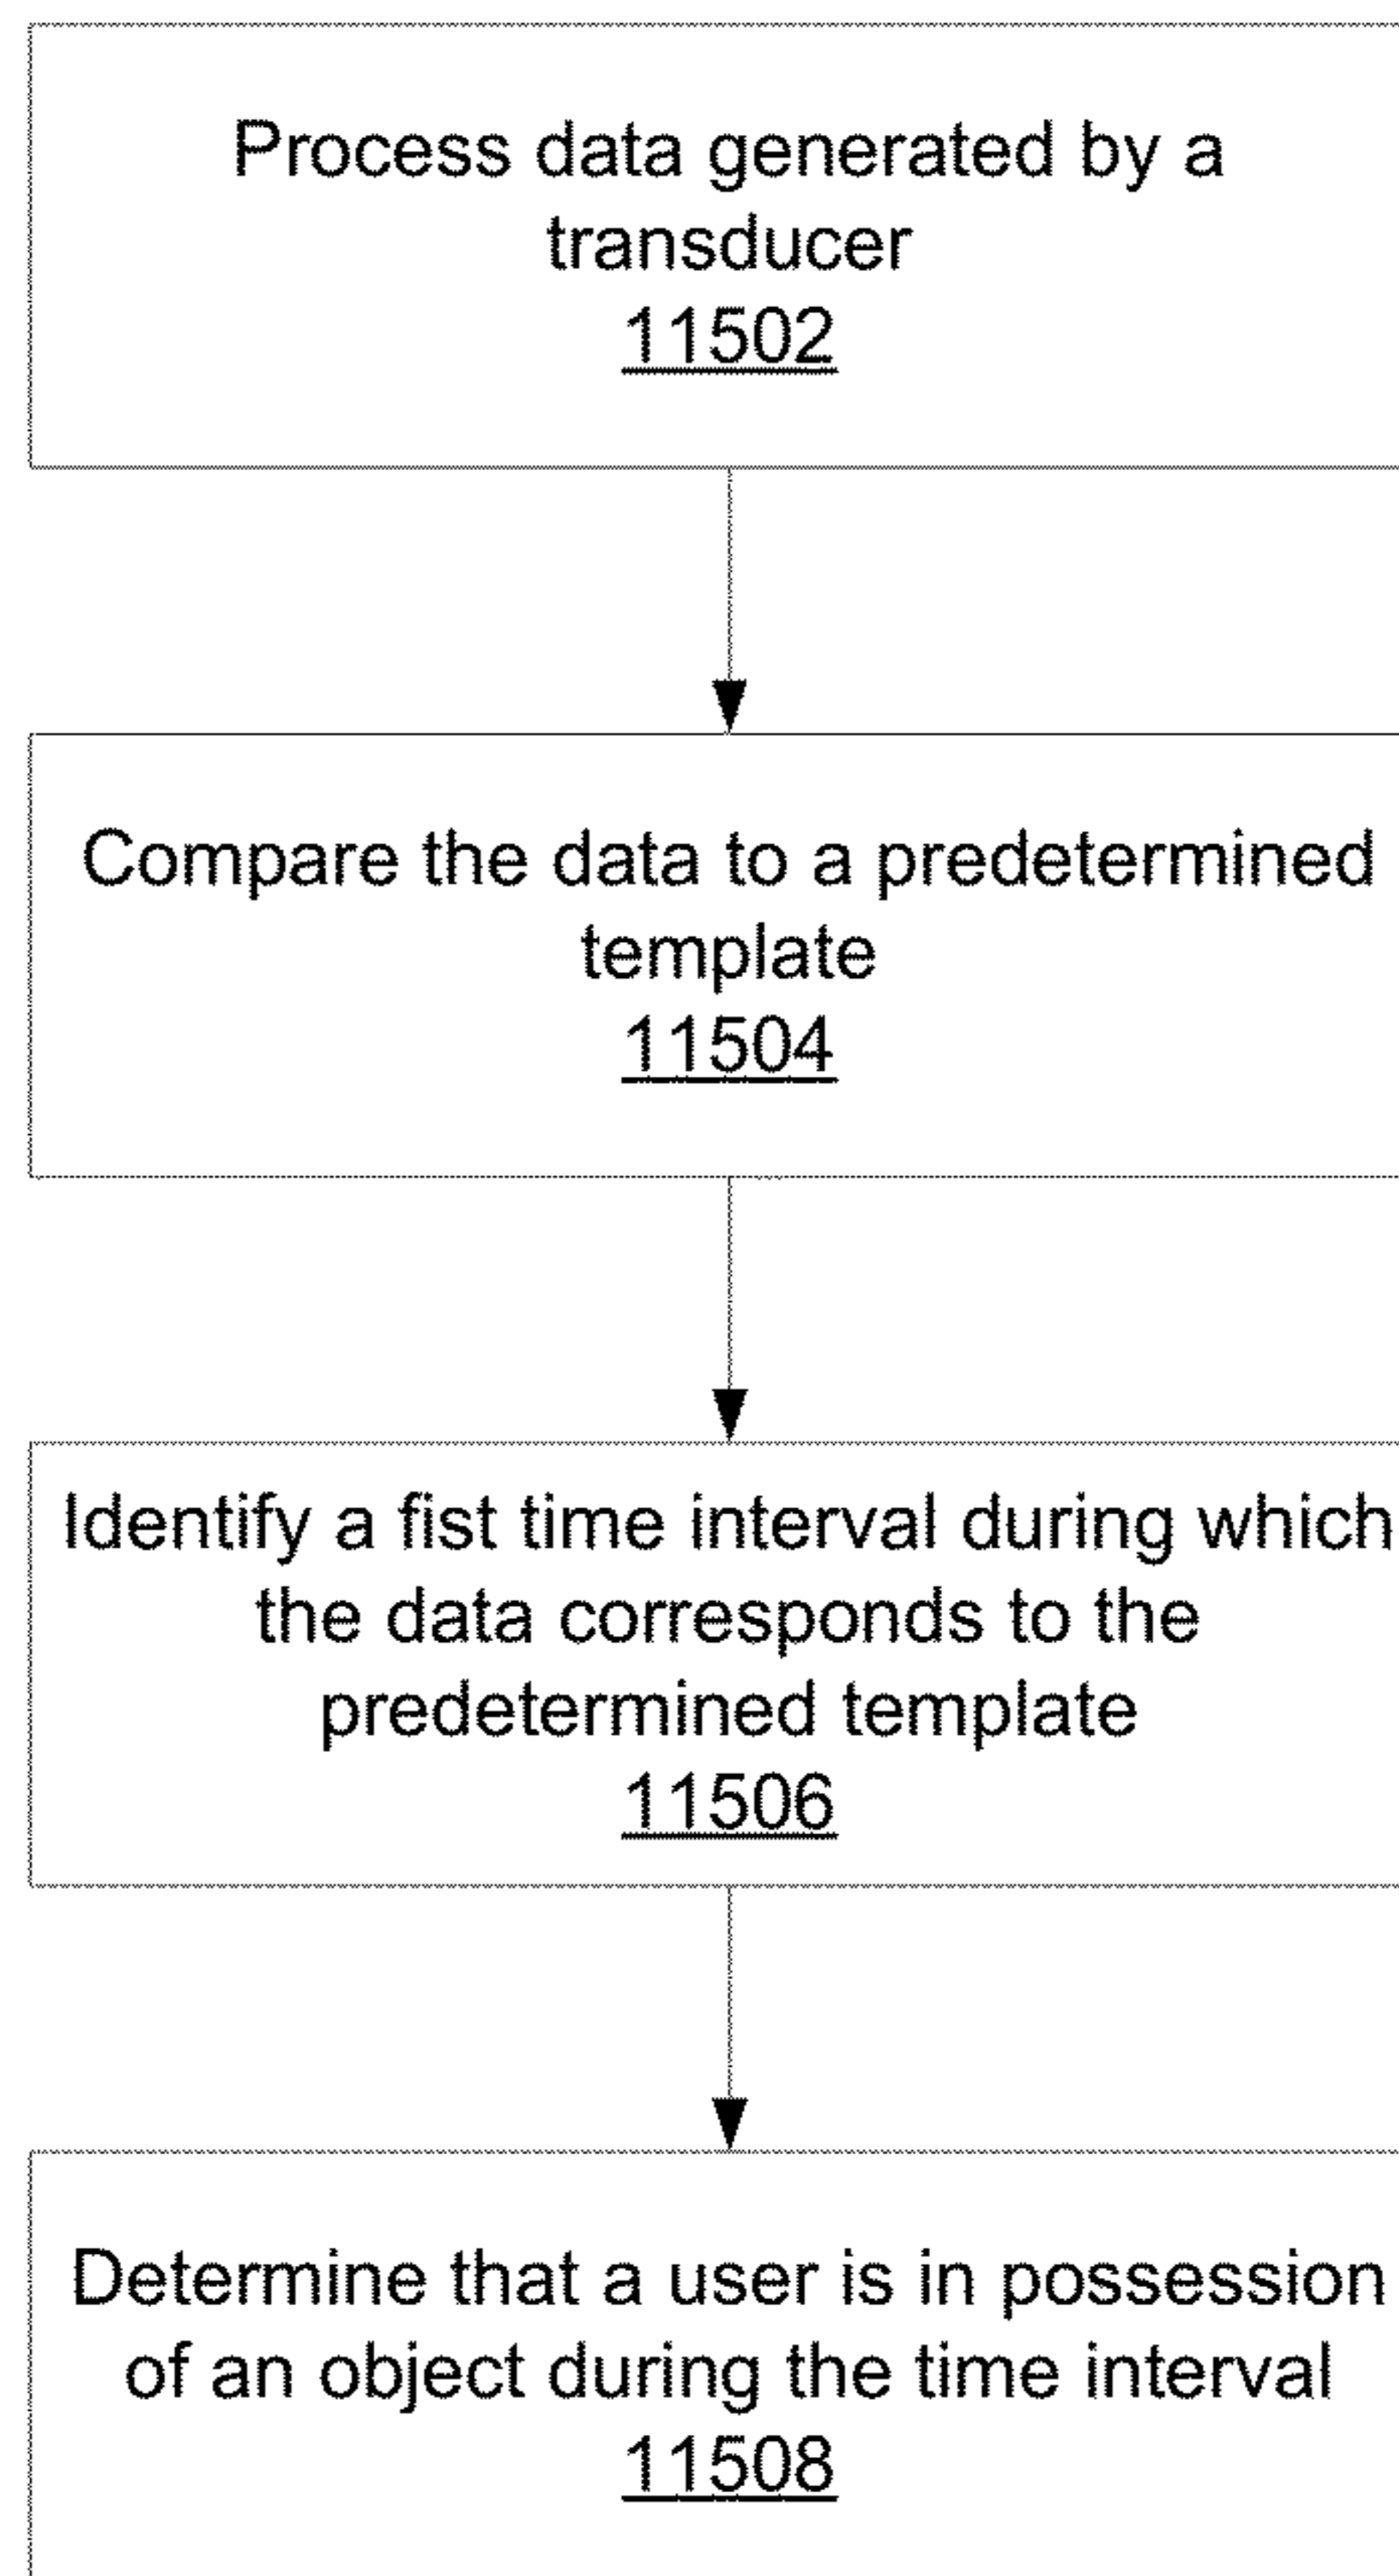 Process data generated by a
transducer
11502
Compare the data to a predetermined
template
11504
Identify a fist time interval during which
the data corresponds to the
predetermined template
11506
Determine that a user is in possession
of an object during the time interval
11508